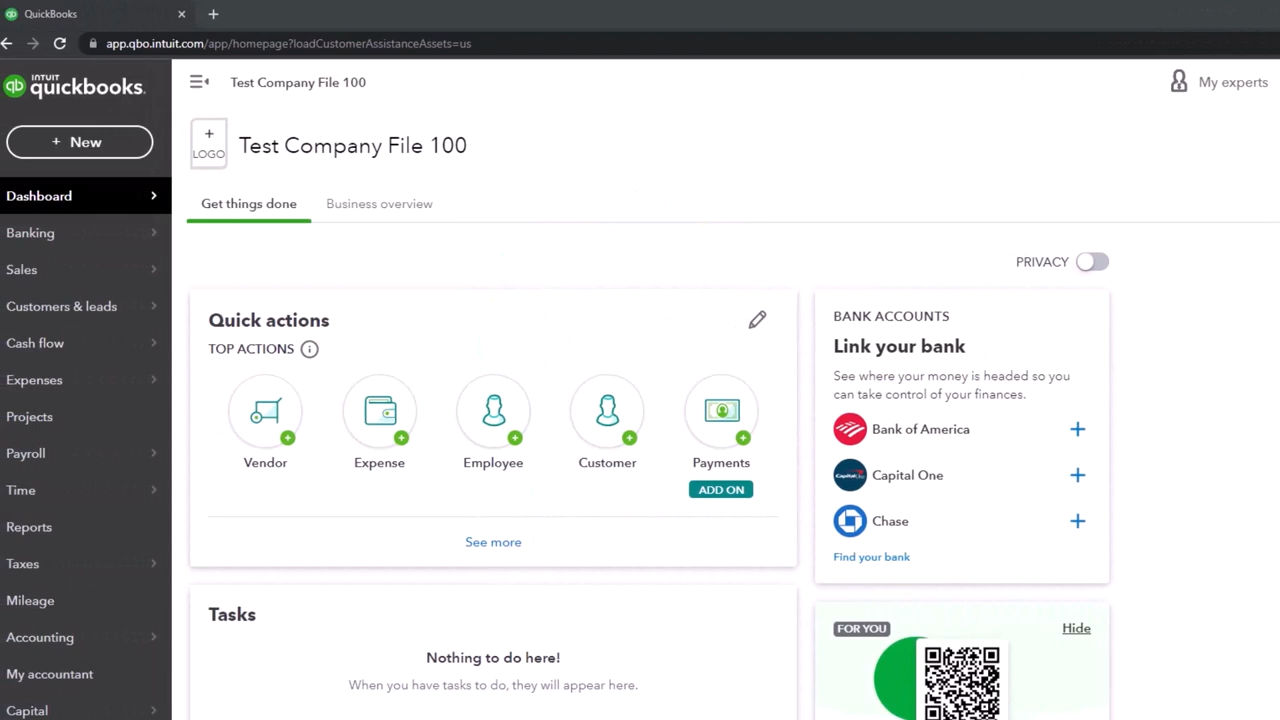 QuickBooks
app.qbo.intuit.com/app/homepage?loadCustomerAssistanceAssets=us
qb INTUIT quickbooks.
+ New
Dashboard
Banking
Sales
Customers & leads
Cash flow
Expenses
Projects
Payroll
Time
Reports
Taxes
Mileage
Accounting
My accountant
Capital
Test Company File 100
My experts
+
LOGO
Test Company File 100
Get things done
Business overview
PRIVACY
Quick actions
TOP ACTIONS
Vendor
Expense
Employee
Customer
Payments
ADD ON
See more
Tasks
Nothing to do here!
When you have tasks to do, they will appear here.
BANK ACCOUNTS
Link your bank
See where your money is headed so you
can take control of your finances.
Bank of America
Capital One
Capital One
Chase
Find your bank
FOR YOU
Hide